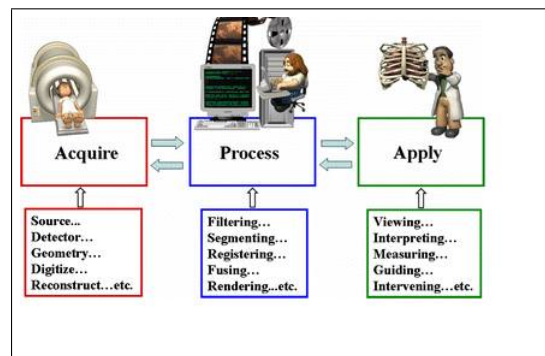 Acquire
Process
Apply
Source...
Detector...
Geometry...
Digitize...
Reconstruct...etc.
Filtering...
Segmenting...
Registering...
Fusing...
Rendering...etc.
Viewing...
Interpreting...
Measuring...
Guiding...
Intervening...etc.